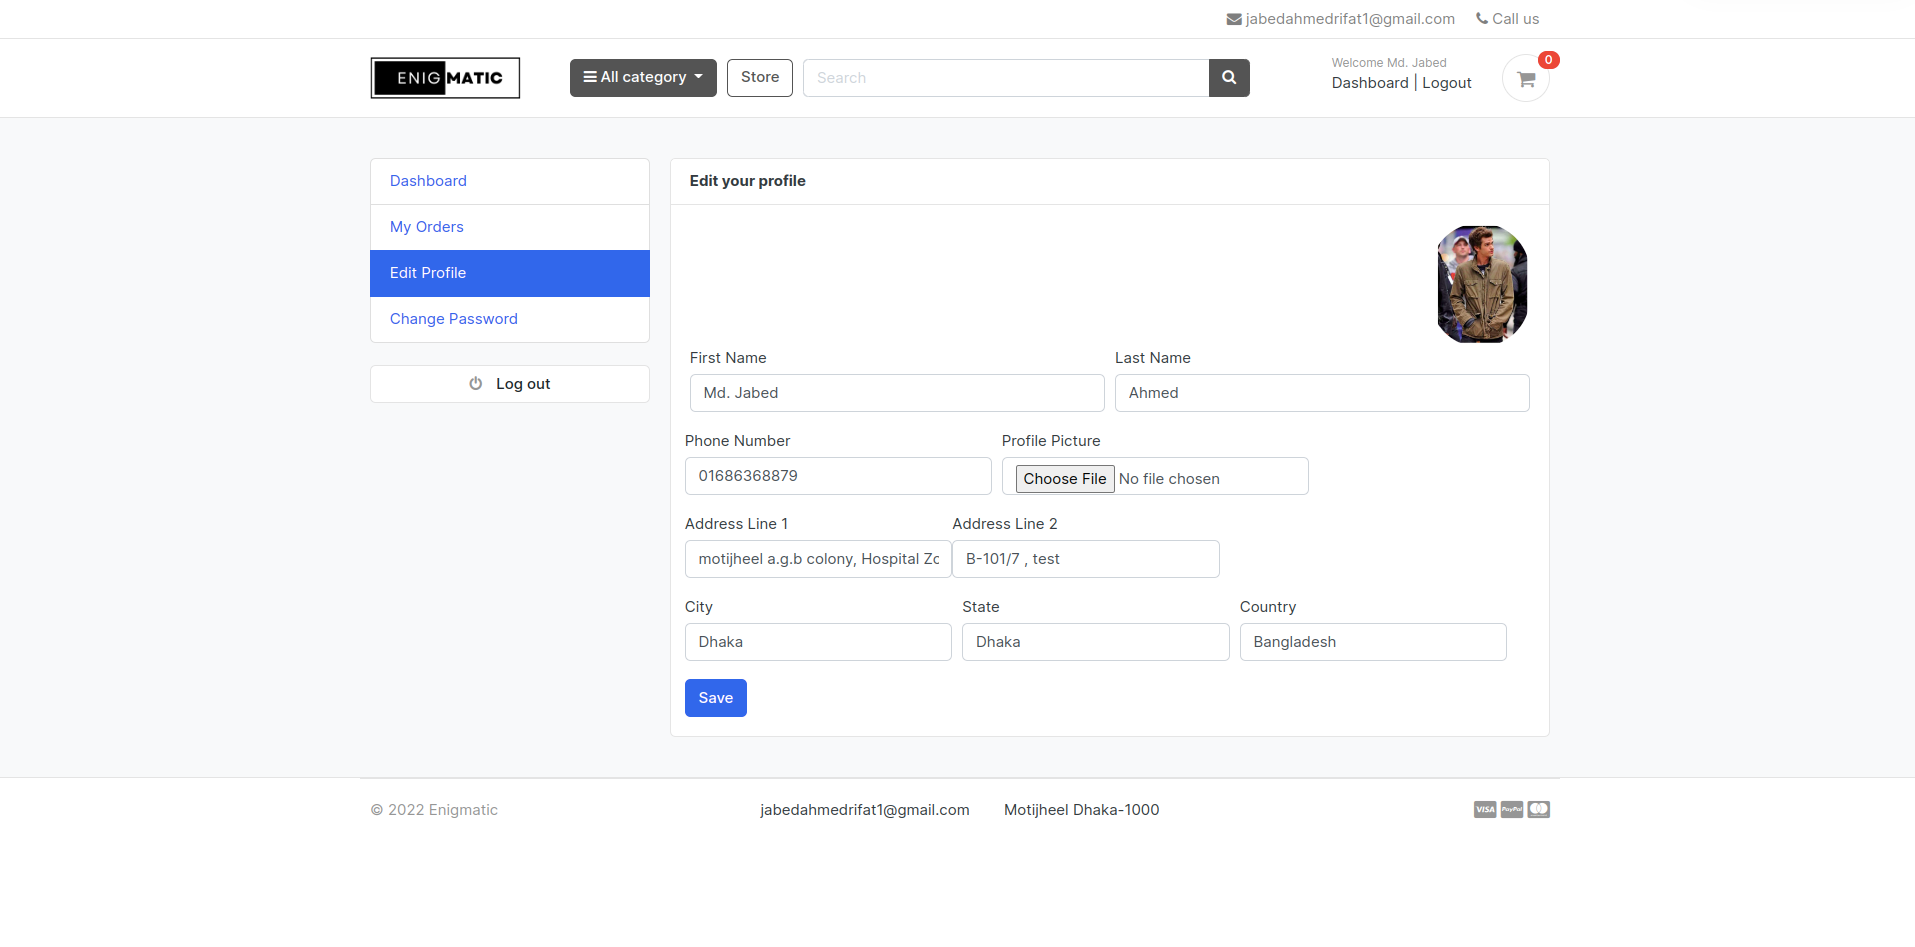 jabedahmedrifat1@gmail.com Call us
ENIGMATIC All category Store Search Welcome Md. Jabed 0
Dashboard | Logout
Dashboard
My Orders
Edit Profile
Change Password
Log out
Edit your profile
First Name Last Name
Md. Jabed Ahmed
Phone Number Profile Picture
01686368879 Choose File No file chosen
Address Line 1 Address Line 2
motijheel a.g.b colony, Hospital Zo B-101/7 , test
City State Country
Dhaka Dhaka Bangladesh
Save
© 2022 Enigmatic jabedahmedrifat1@gmail.com Motijheel Dhaka-1000 VISA PayPal